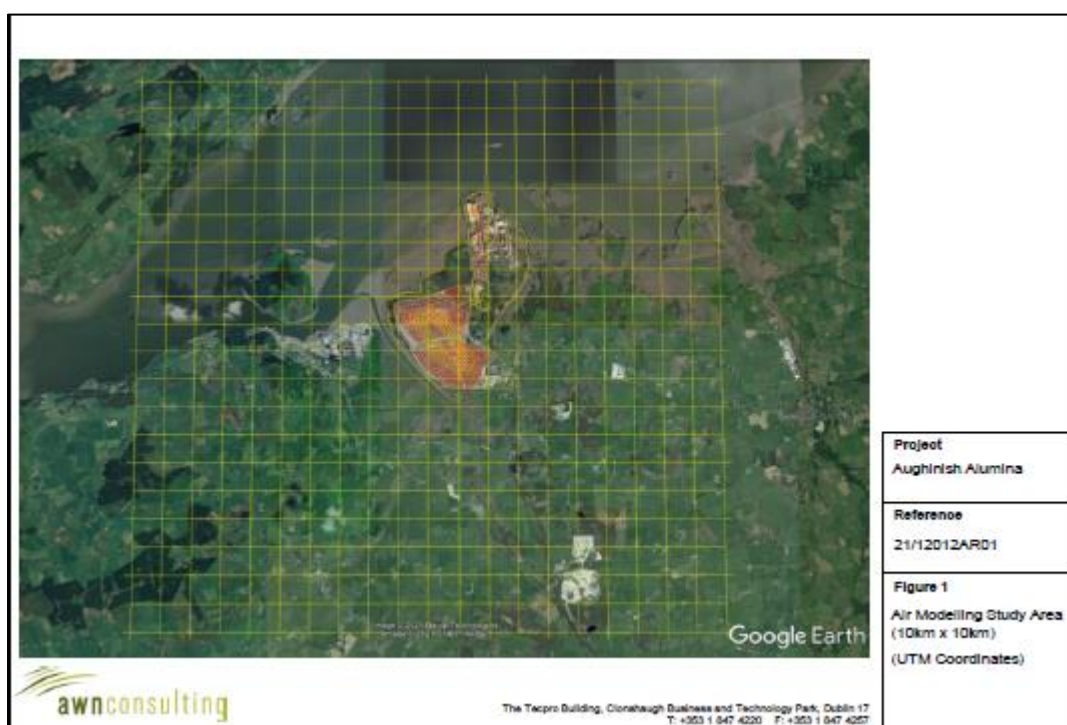 Google Earth
Project
Aughinish Alumina
Reference
21/12012AR01
Figure 1
Air Modelling Study Area
(10km x 10km)
(UTM Coordinates)
awnconsulting
The Tecpro Building, Clonshaugh Business and Technology Park, Dublin 17
T: +353 1 847 4220 F: +353 1 847 4257